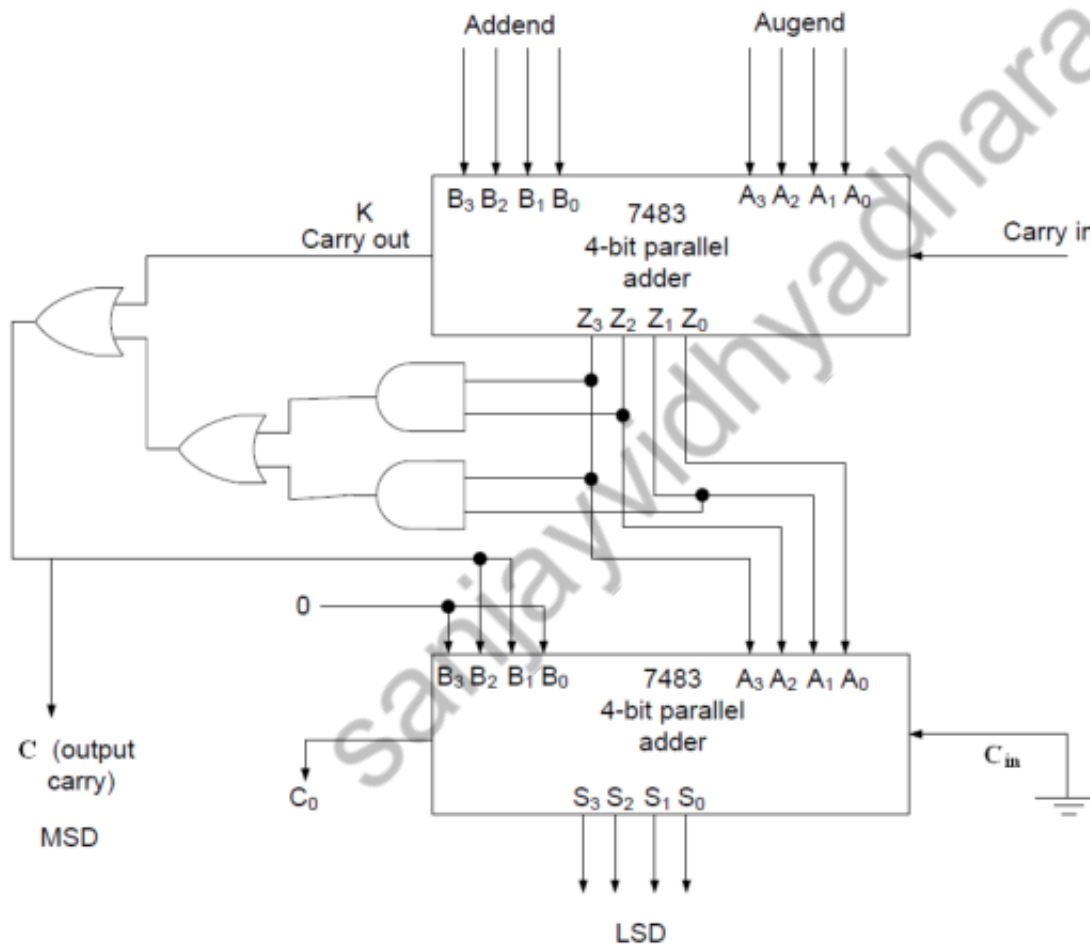 Addend
Augend
B₃ B₂ B₁ B₀
A₃ A₂ A₁ A₀
7483
4-bit parallel
adder
K
Carry out
Carry in
Z₃ Z₂ Z₁ Z₀
0
B₃ B₂ B₁ B₀
A₃ A₂ A₁ A₀
7483
4-bit parallel
adder
C (output
carry)
MSD
C₀
Cᵢₙ
S₃ S₂ S₁ S₀
LSD
sanjayvidhyadhara